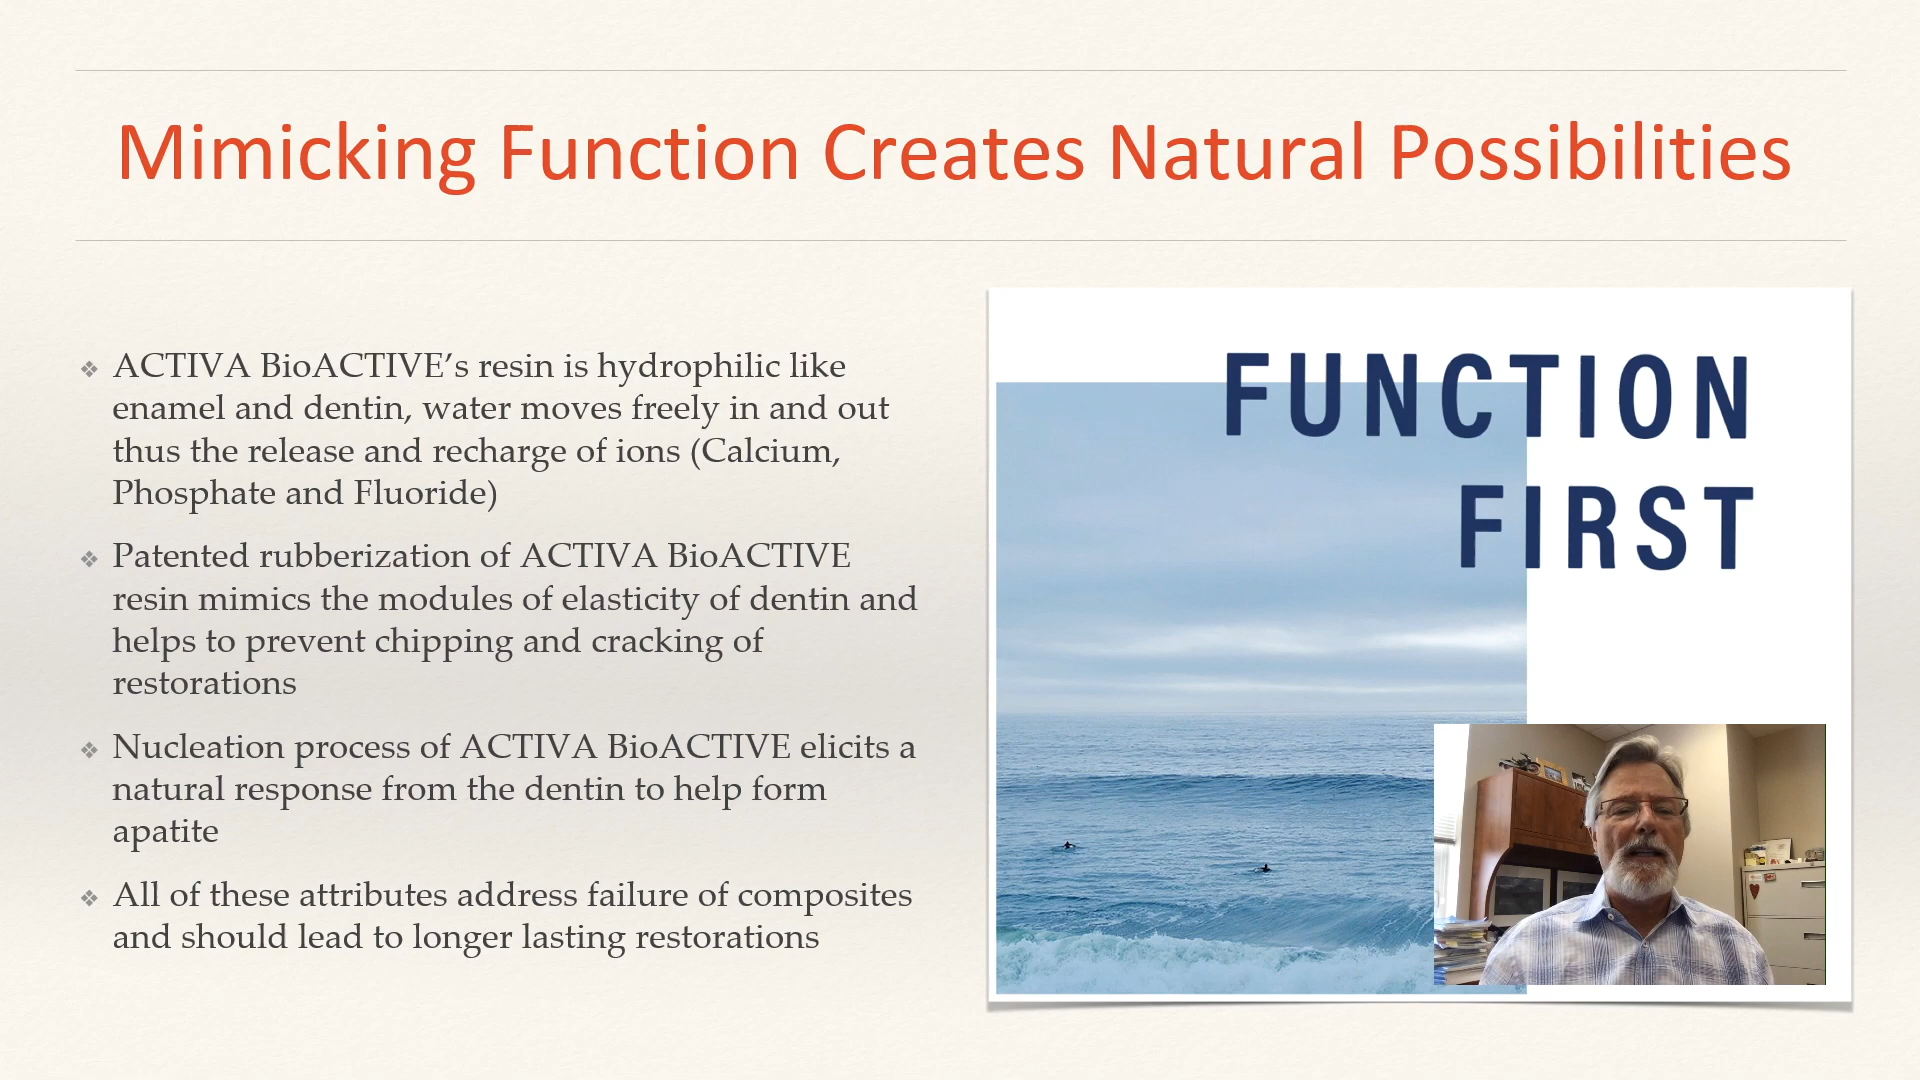 Mimicking Function Creates Natural Possibilities
❖ ACTIVA BioACTIVE’s resin is hydrophilic like
enamel and dentin, water moves freely in and out
thus the release and recharge of ions (Calcium,
Phosphate and Fluoride)
❖ Patented rubberization of ACTIVA BioACTIVE
resin mimics the modules of elasticity of dentin and
helps to prevent chipping and cracking of
restorations
❖ Nucleation process of ACTIVA BioACTIVE elicits a
natural response from the dentin to help form
apatite
❖ All of these attributes address failure of composites
and should lead to longer lasting restorations
FUNCTION
FIRST